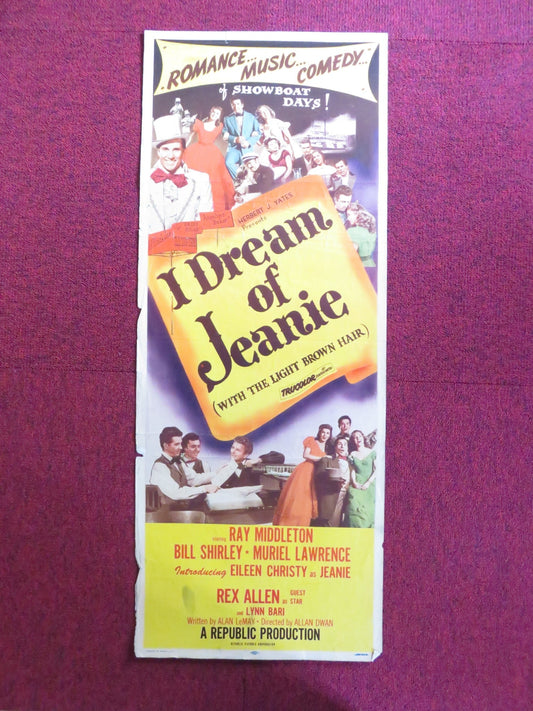 ROMANCE... MUSIC... COMEDY...
of SHOWBOAT
DAYS!
HERBERT J. YATES
Presents
I Dream
of
Jeanie
(WITH THE LIGHT BROWN HAIR)
TRUCOLOR
starring RAY MIDDLETON
BILL SHIRLEY • MURIEL LAWRENCE
Introducing EILEEN CHRISTY as JEANIE
REX ALLEN as GUEST STAR
and LYNN BARI
Written by ALAN LeMAY • Directed by ALLAN DWAN
A REPUBLIC PRODUCTION